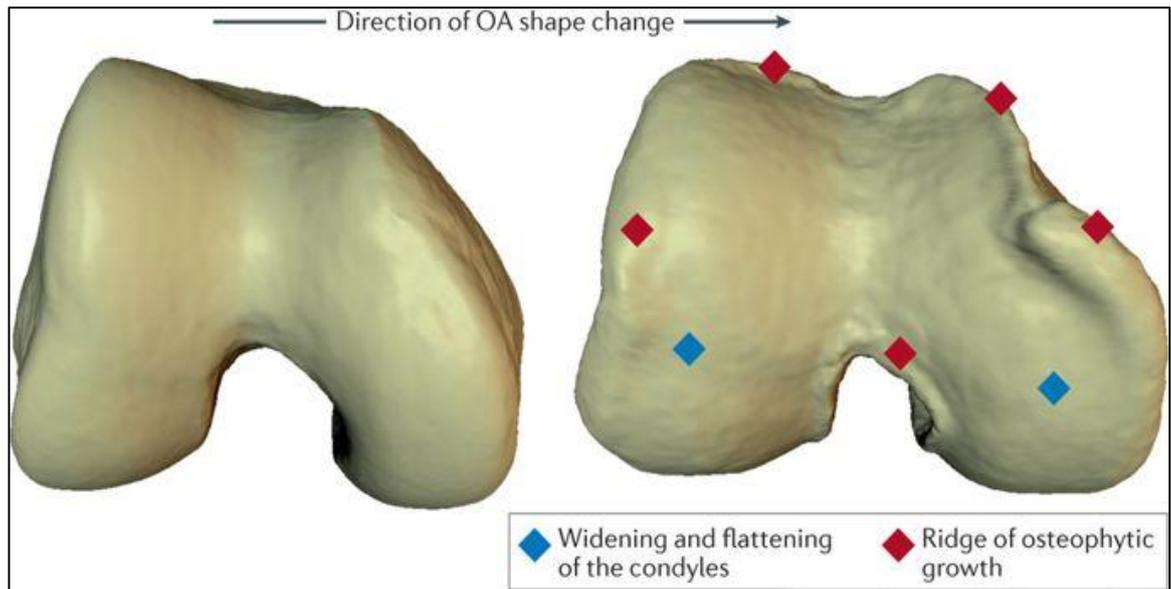 Direction of OA shape change
Widening and flattening
of the condyles
Ridge of osteophytic
growth